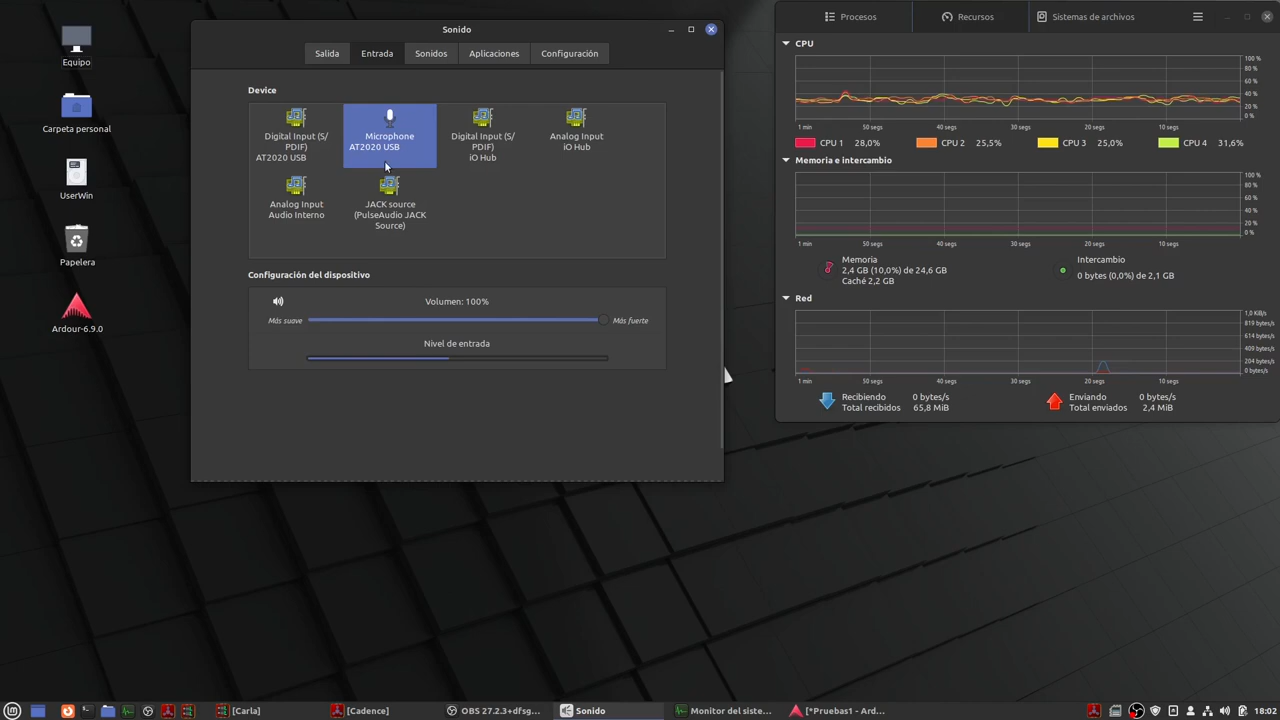 Equipo
Carpeta personal
UserWin
Papelera
Ardour-6.9.0
Sonido
Salida
Entrada
Sonidos
Aplicaciones
Configuración
Device
Digital Input (S/
PDIF)
AT2020 USB
Microphone
AT2020 USB
Digital Input (S/
PDIF)
iO Hub
Analog Input
iO Hub
Analog Input
Audio Interno
JACK source
(PulseAudio JACK
Source)
Configuración del dispositivo
Volumen: 100%
Más suave
Más fuerte
Nivel de entrada
Procesos
Recursos
Sistemas de archivos
CPU
100 %
80 %
60 %
40 %
20 %
0 %
1 min
50 segs
40 segs
30 segs
20 segs
10 segs
CPU 1 28,0%
CPU 2 25,5%
CPU 3 25,0%
CPU 4 31,6%
Memoria e intercambio
100 %
80 %
60 %
40 %
20 %
0 %
1 min
50 segs
40 segs
30 segs
20 segs
10 segs
Memoria
2,4 GB (10,0%) de 24,6 GB
Caché 2,2 GB
Intercambio
0 bytes (0,0%) de 2,1 GB
Red
1,0 KiB/s
819 bytes/s
614 bytes/s
409 bytes/s
204 bytes/s
0 bytes/s
1 min
50 segs
40 segs
30 segs
20 segs
10 segs
Recibiendo 0 bytes/s
Total recibidos 65,8 MiB
Enviando 0 bytes/s
Total enviados 2,4 MiB
[Carla]
[Cadence]
OBS 27.2.3+dfsg...
Sonido
Monitor del siste...
[*Pruebas1 - Ard...
18:02